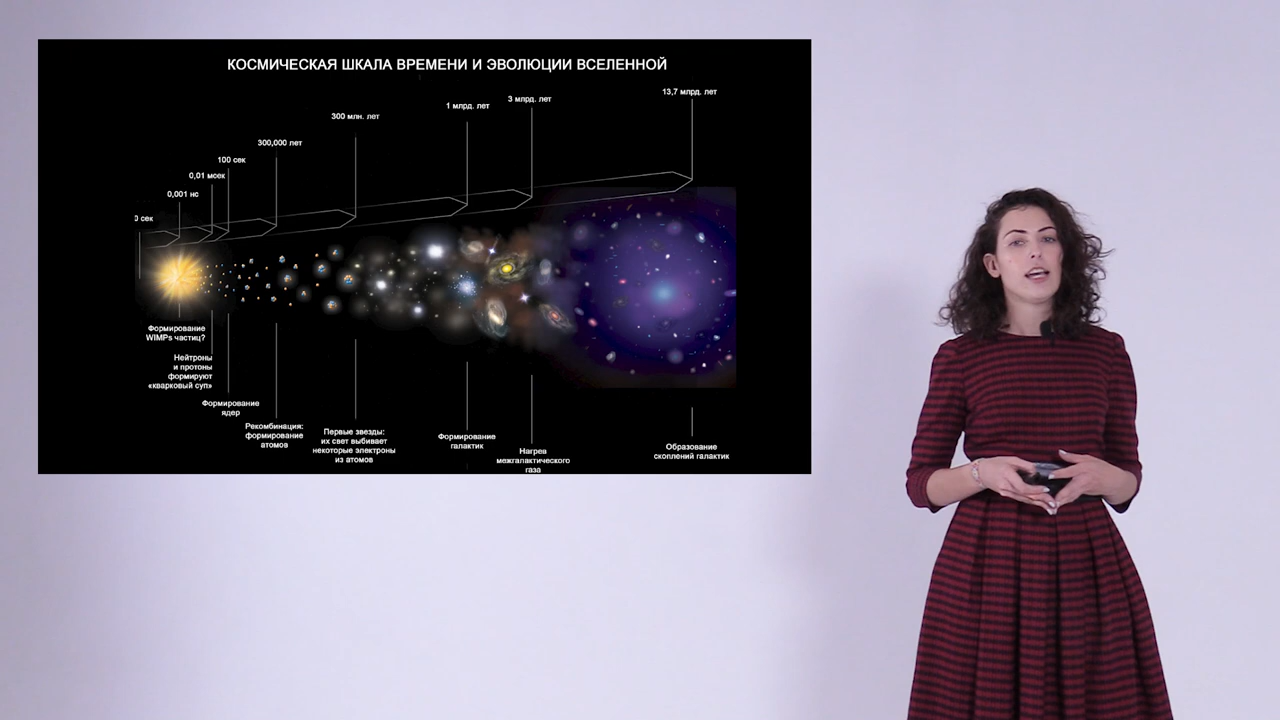 КОСМИЧЕСКАЯ ШКАЛА ВРЕМЕНИ И ЭВОЛЮЦИИ ВСЕЛЕННОЙ
0 сек
0,001 нс
0,01 мсек
100 сек
300,000 лет
300 млн. лет
1 млрд. лет
3 млрд. лет
13,7 млрд. лет
Формирование
WIMPs частиц?
Нейтроны
и протоны
формируют
«кварковый суп»
Формирование
ядер
Рекомбинация:
формирование
атомов
Первые звезды:
их свет выбивает
некоторые электроны
из атомов
Формирование
галактик
Нагрев
межгалактического
газа
Образование
скоплений галактик